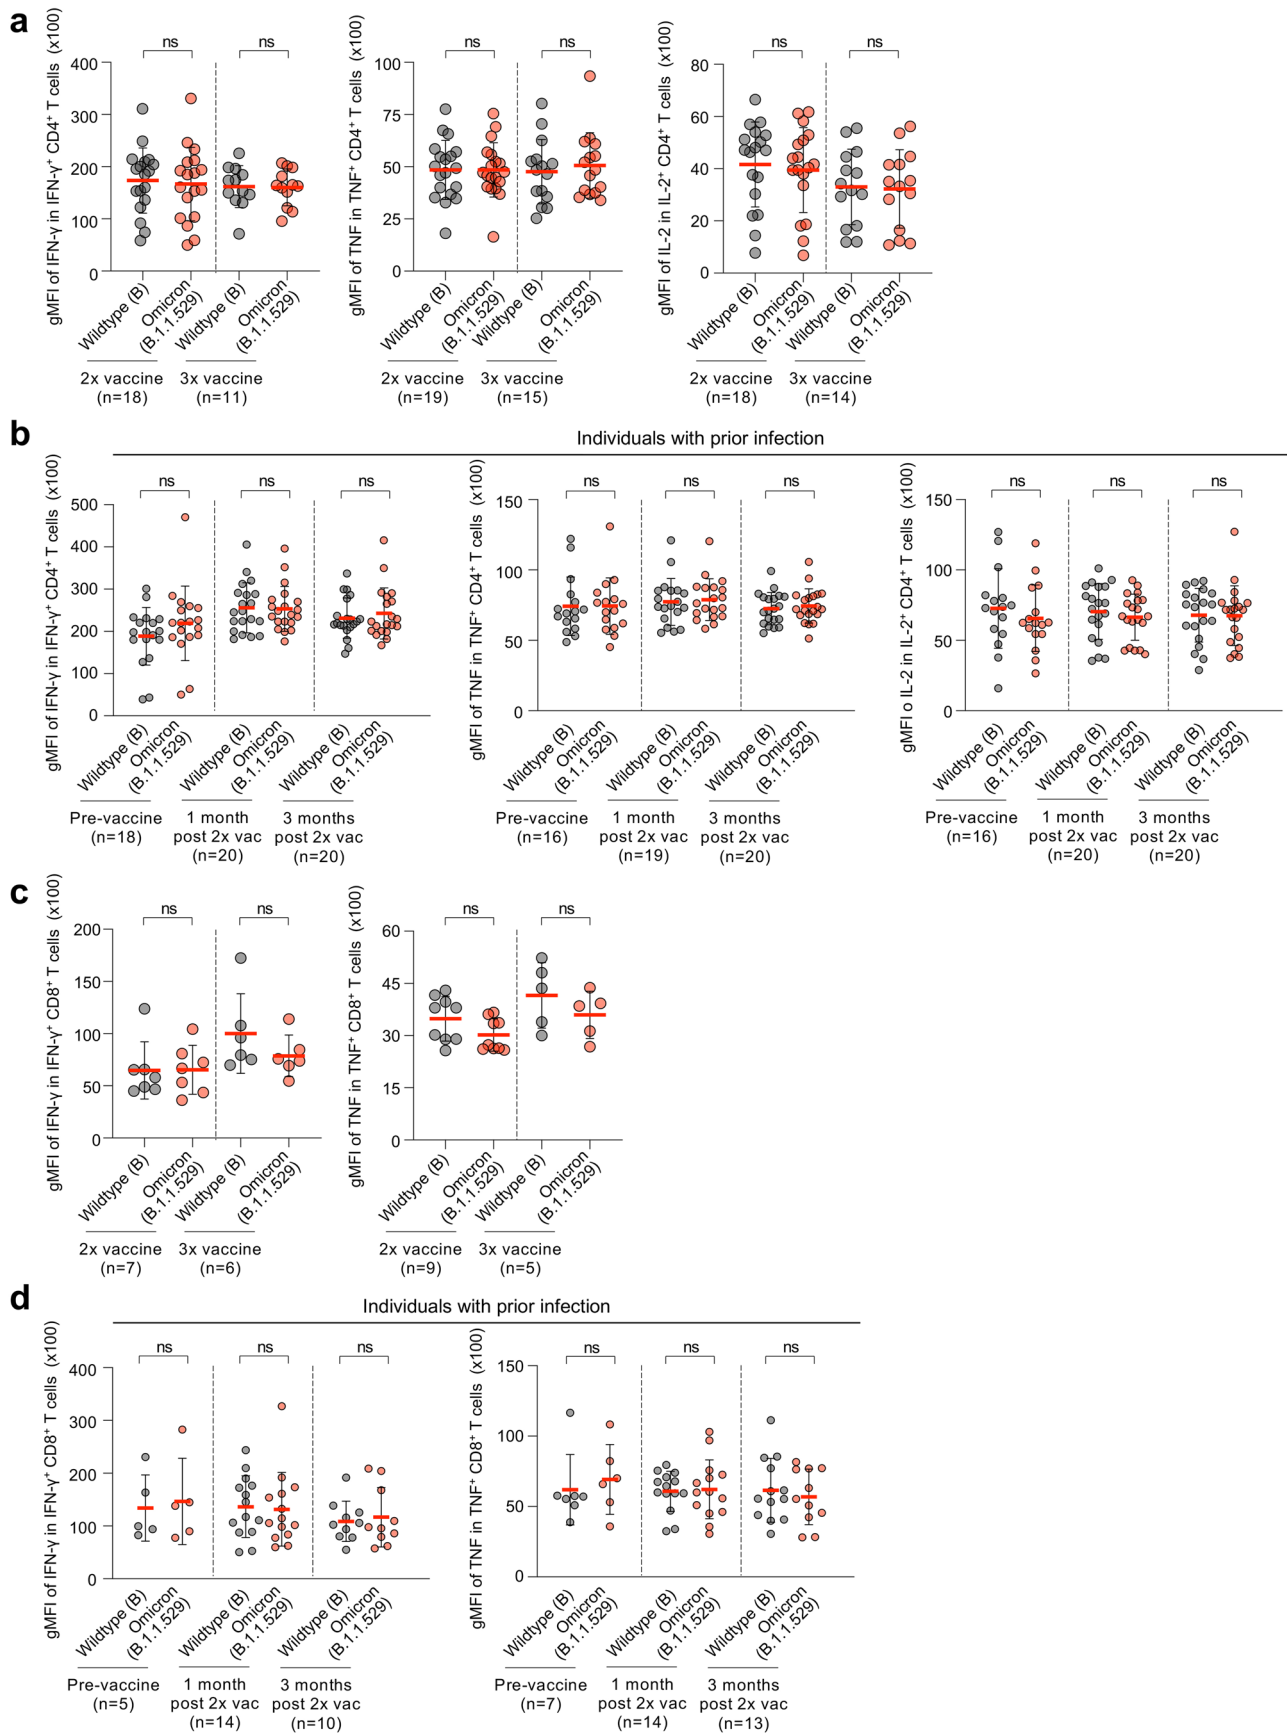 a
gMFI of IFN-γ in IFN-γ⁺ CD4⁺ T cells (x100)
400
300
200
100
0
ns
ns
Wildtype (B)
Omicron
(B.1.1.529)
Wildtype (B)
Omicron
(B.1.1.529)
2x vaccine
(n=18)
3x vaccine
(n=11)
gMFI of TNF in TNF⁺ CD4⁺ T cells (x100)
100
75
50
25
0
ns
ns
Wildtype (B)
Omicron
(B.1.1.529)
Wildtype (B)
Omicron
(B.1.1.529)
2x vaccine
(n=19)
3x vaccine
(n=15)
gMFI of IL-2 in IL-2⁺ CD4⁺ T cells (x100)
80
60
40
20
0
ns
ns
Wildtype (B)
Omicron
(B.1.1.529)
Wildtype (B)
Omicron
(B.1.1.529)
2x vaccine
(n=18)
3x vaccine
(n=14)
b
Individuals with prior infection
gMFI of IFN-γ in IFN-γ⁺ CD4⁺ T cells (x100)
500
400
300
200
100
0
ns
ns
ns
Wildtype (B)
Omicron
(B.1.1.529)
Wildtype (B)
Omicron
(B.1.1.529)
Wildtype (B)
Omicron
(B.1.1.529)
Pre-vaccine
(n=18)
1 month
post 2x vac
(n=20)
3 months
post 2x vac
(n=20)
gMFI of TNF in TNF⁺ CD4⁺ T cells (x100)
150
100
50
0
ns
ns
ns
Wildtype (B)
Omicron
(B.1.1.529)
Wildtype (B)
Omicron
(B.1.1.529)
Wildtype (B)
Omicron
(B.1.1.529)
Pre-vaccine
(n=16)
1 month
post 2x vac
(n=19)
3 months
post 2x vac
(n=20)
gMFI o IL-2 in IL-2⁺ CD4⁺ T cells (x100)
150
100
50
0
ns
ns
ns
Wildtype (B)
Omicron
(B.1.1.529)
Wildtype (B)
Omicron
(B.1.1.529)
Wildtype (B)
Omicron
(B.1.1.529)
Pre-vaccine
(n=16)
1 month
post 2x vac
(n=20)
3 months
post 2x vac
(n=20)
c
gMFI of IFN-γ in IFN-γ⁺ CD8⁺ T cells (x100)
200
150
100
50
0
ns
ns
Wildtype (B)
Omicron
(B.1.1.529)
Wildtype (B)
Omicron
(B.1.1.529)
2x vaccine
(n=7)
3x vaccine
(n=6)
gMFI of TNF in TNF⁺ CD8⁺ T cells (x100)
60
45
30
15
0
ns
ns
Wildtype (B)
Omicron
(B.1.1.529)
Wildtype (B)
Omicron
(B.1.1.529)
2x vaccine
(n=9)
3x vaccine
(n=5)
d
Individuals with prior infection
gMFI of IFN-γ in IFN-γ⁺ CD8⁺ T cells (x100)
400
300
200
100
0
ns
ns
ns
Wildtype (B)
Omicron
(B.1.1.529)
Wildtype (B)
Omicron
(B.1.1.529)
Wildtype (B)
Omicron
(B.1.1.529)
Pre-vaccine
(n=5)
1 month
post 2x vac
(n=14)
3 months
post 2x vac
(n=10)
gMFI of TNF in TNF⁺ CD8⁺ T cells (x100)
150
100
50
0
ns
ns
ns
Wildtype (B)
Omicron
(B.1.1.529)
Wildtype (B)
Omicron
(B.1.1.529)
Wildtype (B)
Omicron
(B.1.1.529)
Pre-vaccine
(n=7)
1 month
post 2x vac
(n=14)
3 months
post 2x vac
(n=13)